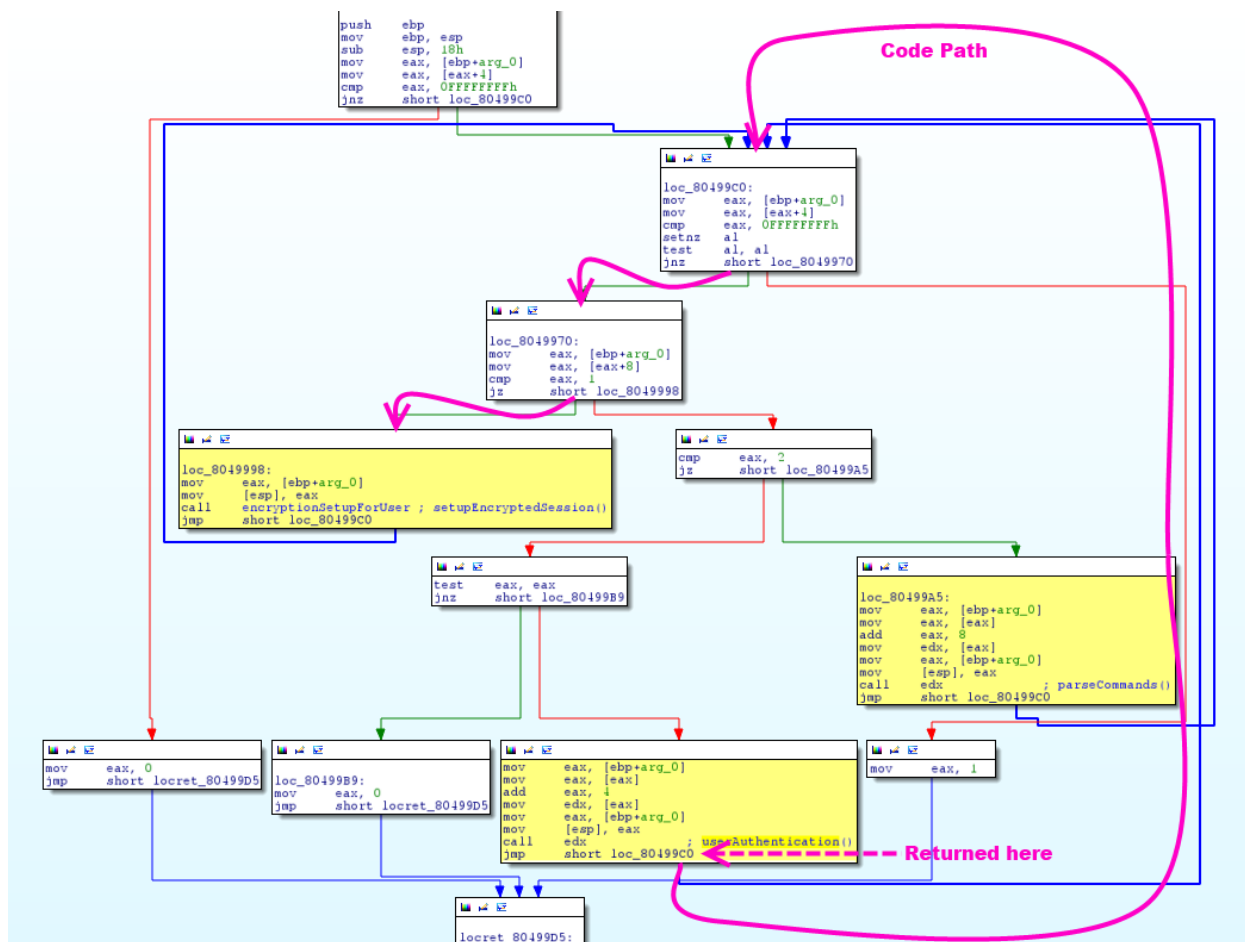 push ebp
mov ebp, esp
sub esp, 18h
mov eax, [ebp+arg_0]
mov eax, [eax+4]
cmp eax, 0FFFFFFFFh
jnz short loc_80499C0
Code Path
loc_80499C0:
mov eax, [ebp+arg_0]
mov eax, [eax+4]
cmp eax, 0FFFFFFFFh
setnz al
test al, al
jnz short loc_8049970
loc_8049970:
mov eax, [ebp+arg_0]
mov eax, [eax+8]
cmp eax, 1
jz short loc_8049998
loc_8049998:
mov eax, [ebp+arg_0]
mov [esp], eax
call encryptionSetupForUser ; setupEncryptedSession()
jmp short loc_80499C0
cmp eax, 2
jz short loc_80499A5
test eax, eax
jnz short loc_80499B9
loc_80499A5:
mov eax, [ebp+arg_0]
mov eax, [eax]
add eax, 8
mov edx, [eax]
mov eax, [ebp+arg_0]
mov [esp], eax
call edx ; parseCommands()
jmp short loc_80499C0
mov eax, 0
jmp short locret_80499D5
loc_80499B9:
mov eax, 0
jmp short locret_80499D5
mov eax, [ebp+arg_0]
mov eax, [eax]
add eax, 4
mov edx, [eax]
mov eax, [ebp+arg_0]
mov [esp], eax
call edx ; userAuthentication()
jmp short loc_80499C0
Returned here
mov eax, 1
locret_80499D5: